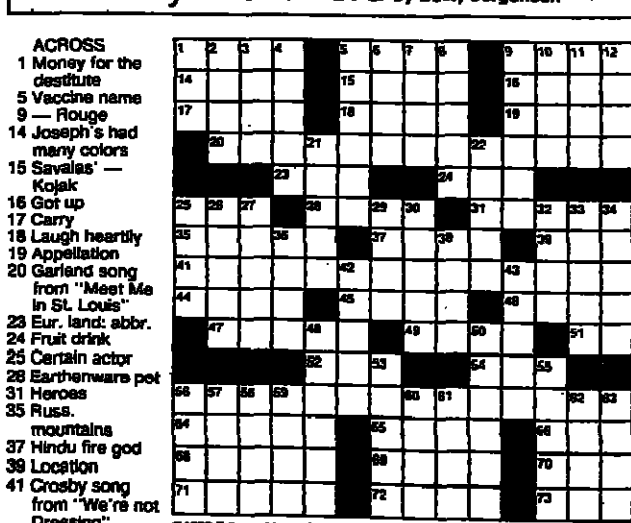 ACROSS
1 Money for the
destitute
5 Vaccine name
9 — Rouge
14 Joseph's had
many colors
15 Savalas' —
Kojak
16 Got up
17 Carry
18 Laugh heartily
19 Appellation
20 Garland song
from "Meet Me
in St. Louis"
23 Eur. land: abbr.
24 Fruit drink
25 Certain actor
28 Earthenware pot
31 Heroes
35 Russ.
mountains
37 Hindu fire god
39 Location
41 Crosby song
from "We're not
Dressing"
1 2 3 4 5 6 7 8 9 10 11 12
14 15 16
17 18 19
20 21 22
23 24
25 26 27 28 29 30 31 32 33 34
35 36 37 38 39
41 42 43
44 45 46
47 48 49 50 51
52 53 54 55
56 57 58 59 60 61 62 63
64 65 66
68 69 70
71 72 73